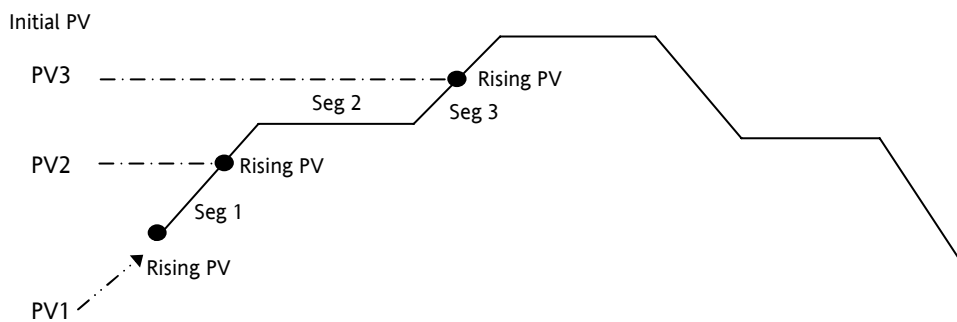 Initial PV
PV3
Rising PV
Seg 2
Seg 3
PV2
Rising PV
Seg 1
Rising PV
PV1